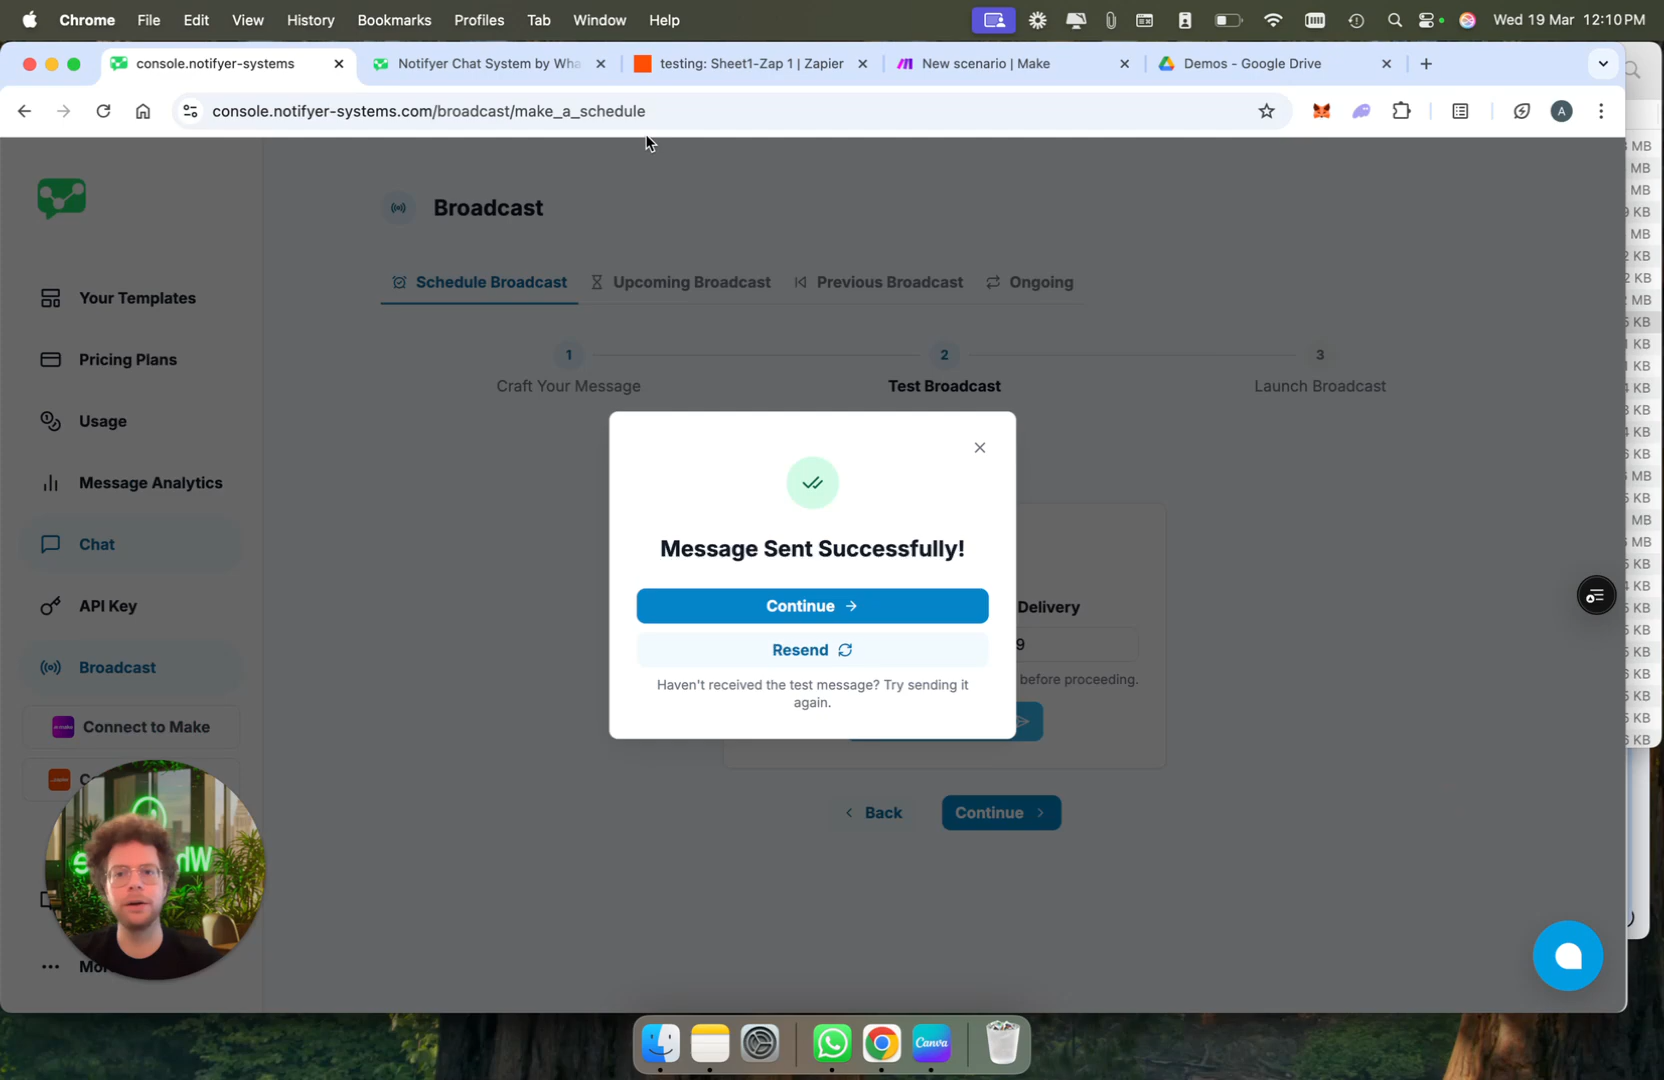 Chrome File Edit View History Bookmarks Profiles Tab Window Help Wed 19 Mar 12:10 PM
console.notifyer-systems Notifyer Chat System by Wha testing: Sheet1-Zap 1 | Zapier New scenario | Make Demos - Google Drive
console.notifyer-systems.com/broadcast/make_a_schedule A
Broadcast
Schedule Broadcast Upcoming Broadcast Previous Broadcast Ongoing
1 2 3
Craft Your Message Test Broadcast Launch Broadcast
Your Templates
Pricing Plans
Usage
Message Analytics
Chat
API Key
Broadcast
make Connect to Make
Message Sent Successfully!
Continue
Resend
Haven't received the test message? Try sending it
again.
Delivery
9
before proceeding.
Back Continue
MB
MB
KB
MB
KB
KB
KB
KB
KB
KB
KB
KB
MB
KB
MB
KB
KB
KB
KB
KB
KB
KB
KB
KB
Canva